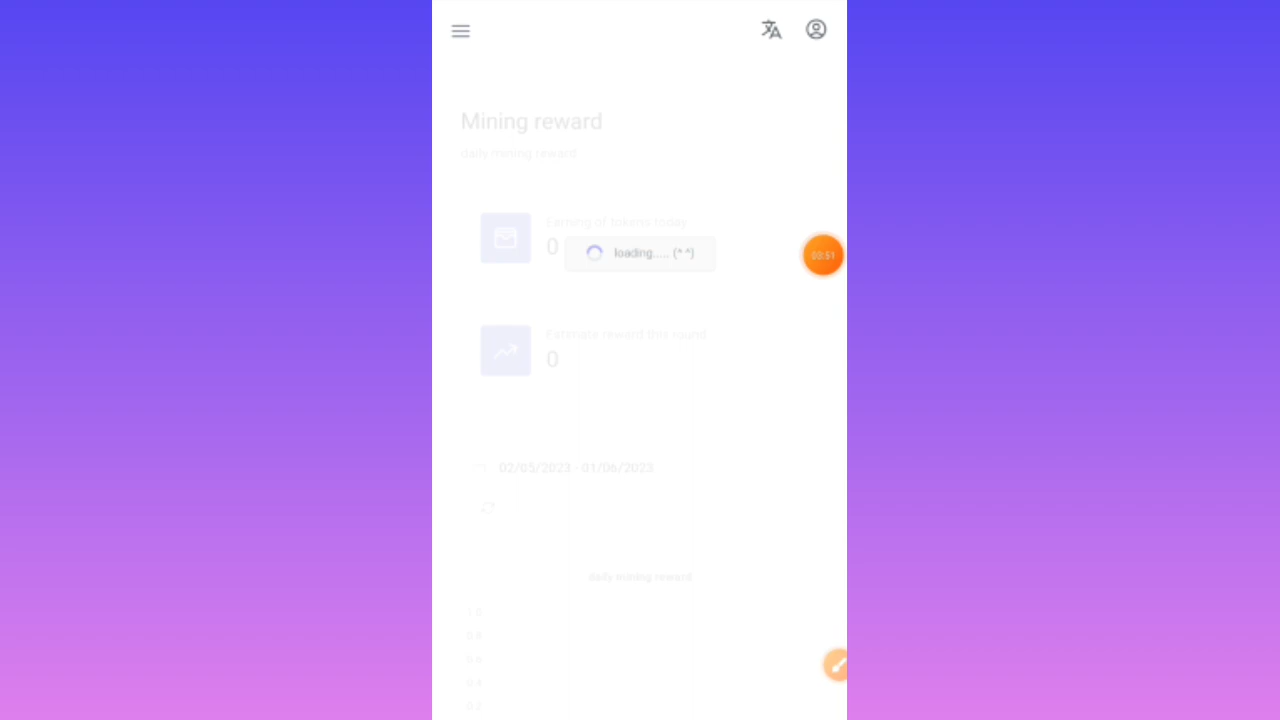 Mining reward
daily mining reward
Earning of tokens today
0
loading..... (^ ^)
03:51
Estimate reward this round
0
02/05/2023 - 01/06/2023
daily mining reward
1.0
0.8
0.6
0.4
0.2